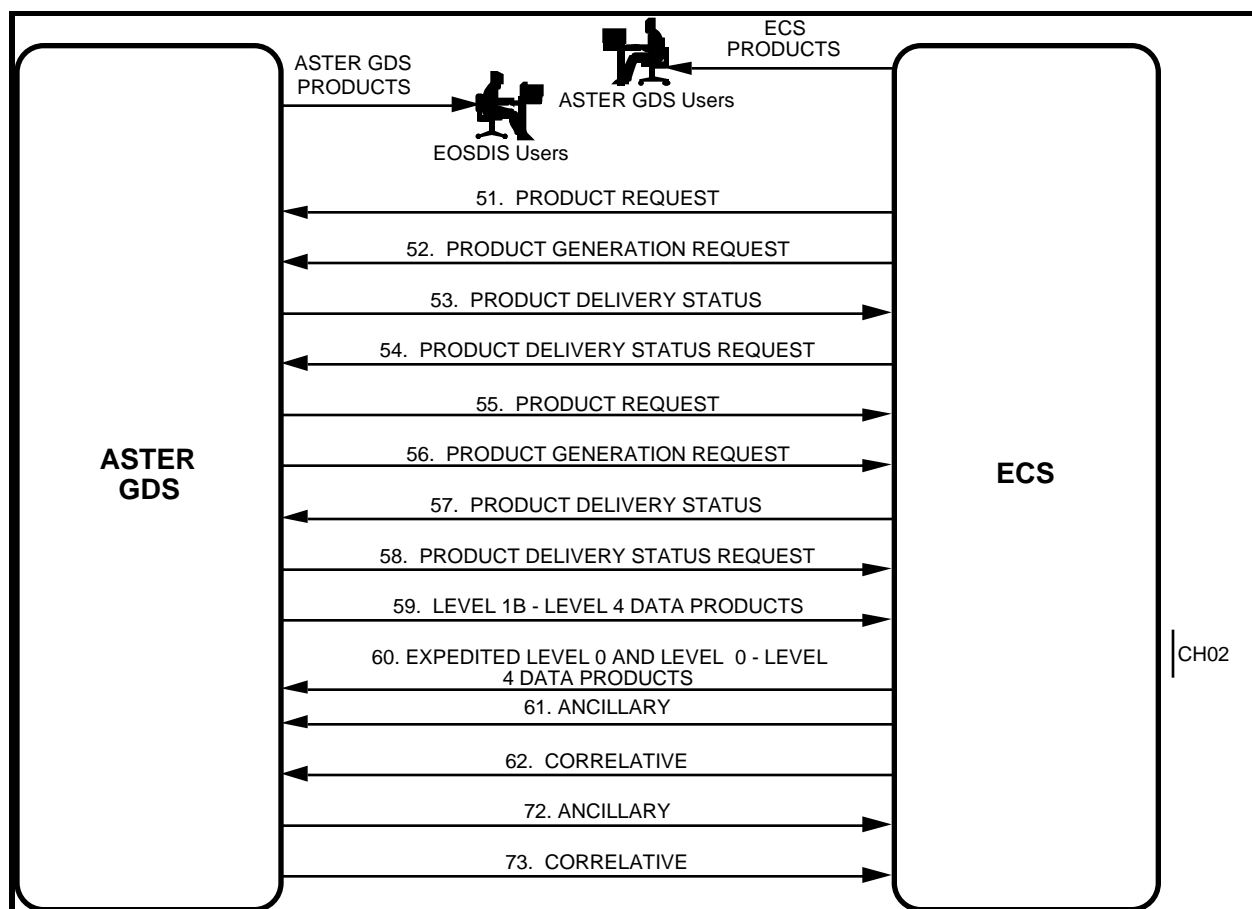 ECS
PRODUCTS
ASTER GDS
PRODUCTS
ASTER GDS Users
EOSDIS Users
51. PRODUCT REQUEST
52. PRODUCT GENERATION REQUEST
53. PRODUCT DELIVERY STATUS
54. PRODUCT DELIVERY STATUS REQUEST
55. PRODUCT REQUEST
ASTER
GDS
56. PRODUCT GENERATION REQUEST
ECS
57. PRODUCT DELIVERY STATUS
58. PRODUCT DELIVERY STATUS REQUEST
59. LEVEL 1B - LEVEL 4 DATA PRODUCTS
60. EXPEDITED LEVEL 0 AND LEVEL 0 - LEVEL
4 DATA PRODUCTS
CH02
61. ANCILLARY
62. CORRELATIVE
72. ANCILLARY
73. CORRELATIVE